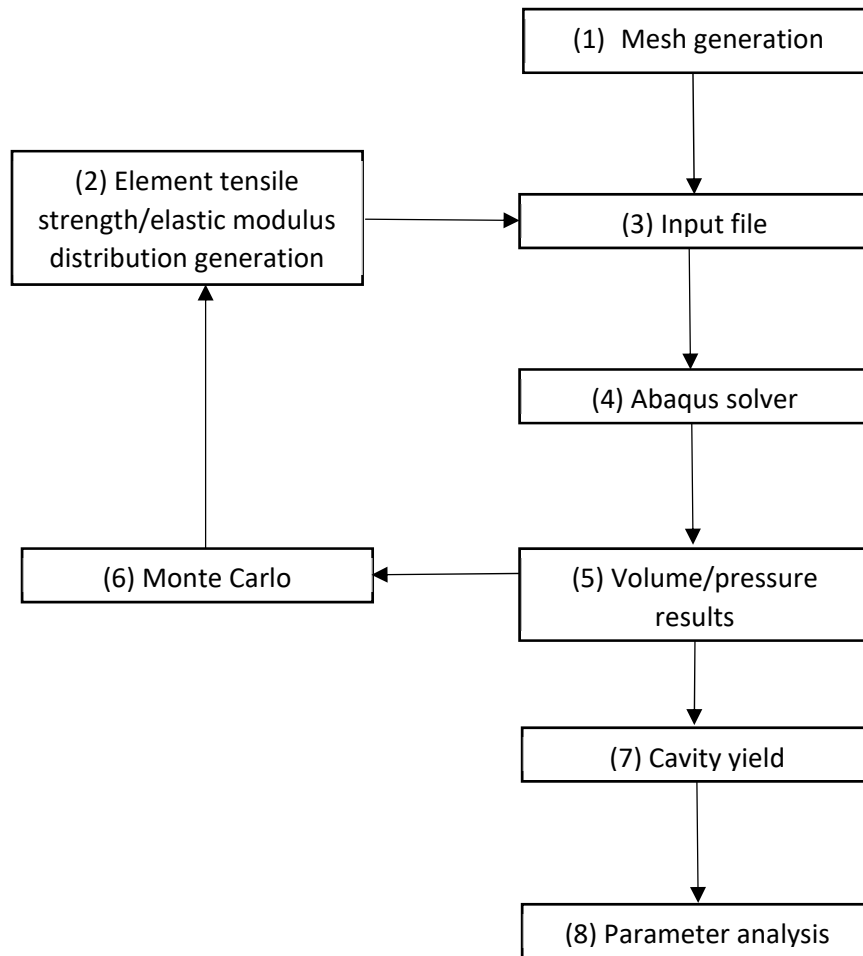 (1) Mesh generation
(2) Element tensile
strength/elastic modulus
distribution generation
(3) Input file
(4) Abaqus solver
(5) Volume/pressure
results
(6) Monte Carlo
(7) Cavity yield
(8) Parameter analysis